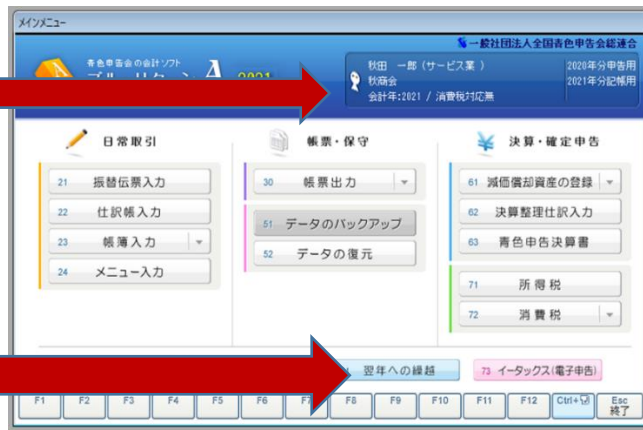 メインメニュー
一般社団法人全国青色申告会総連合
青色申告会の会計ソフト
ブルーリターンA 2021
秋田 一郎 (サービス業 )
2020年分申告用
秋商会
2021年分記帳用
会計年:2021 / 消費税対応無
日常取引
帳票・保守
決算・確定申告
21 振替伝票入力
30 帳票出力
61 減価償却資産の登録
22 仕訳帳入力
51 データのバックアップ
62 決算整理仕訳入力
23 帳簿入力
52 データの復元
63 青色申告決算書
24 メニュー入力
71 所得税
72 消費税
翌年への繰越
73 イータックス(電子申告)
F1 F2 F3 F4 F5 F6 F7 F8 F9 F10 F11 F12 Ctrl+ Esc
終了